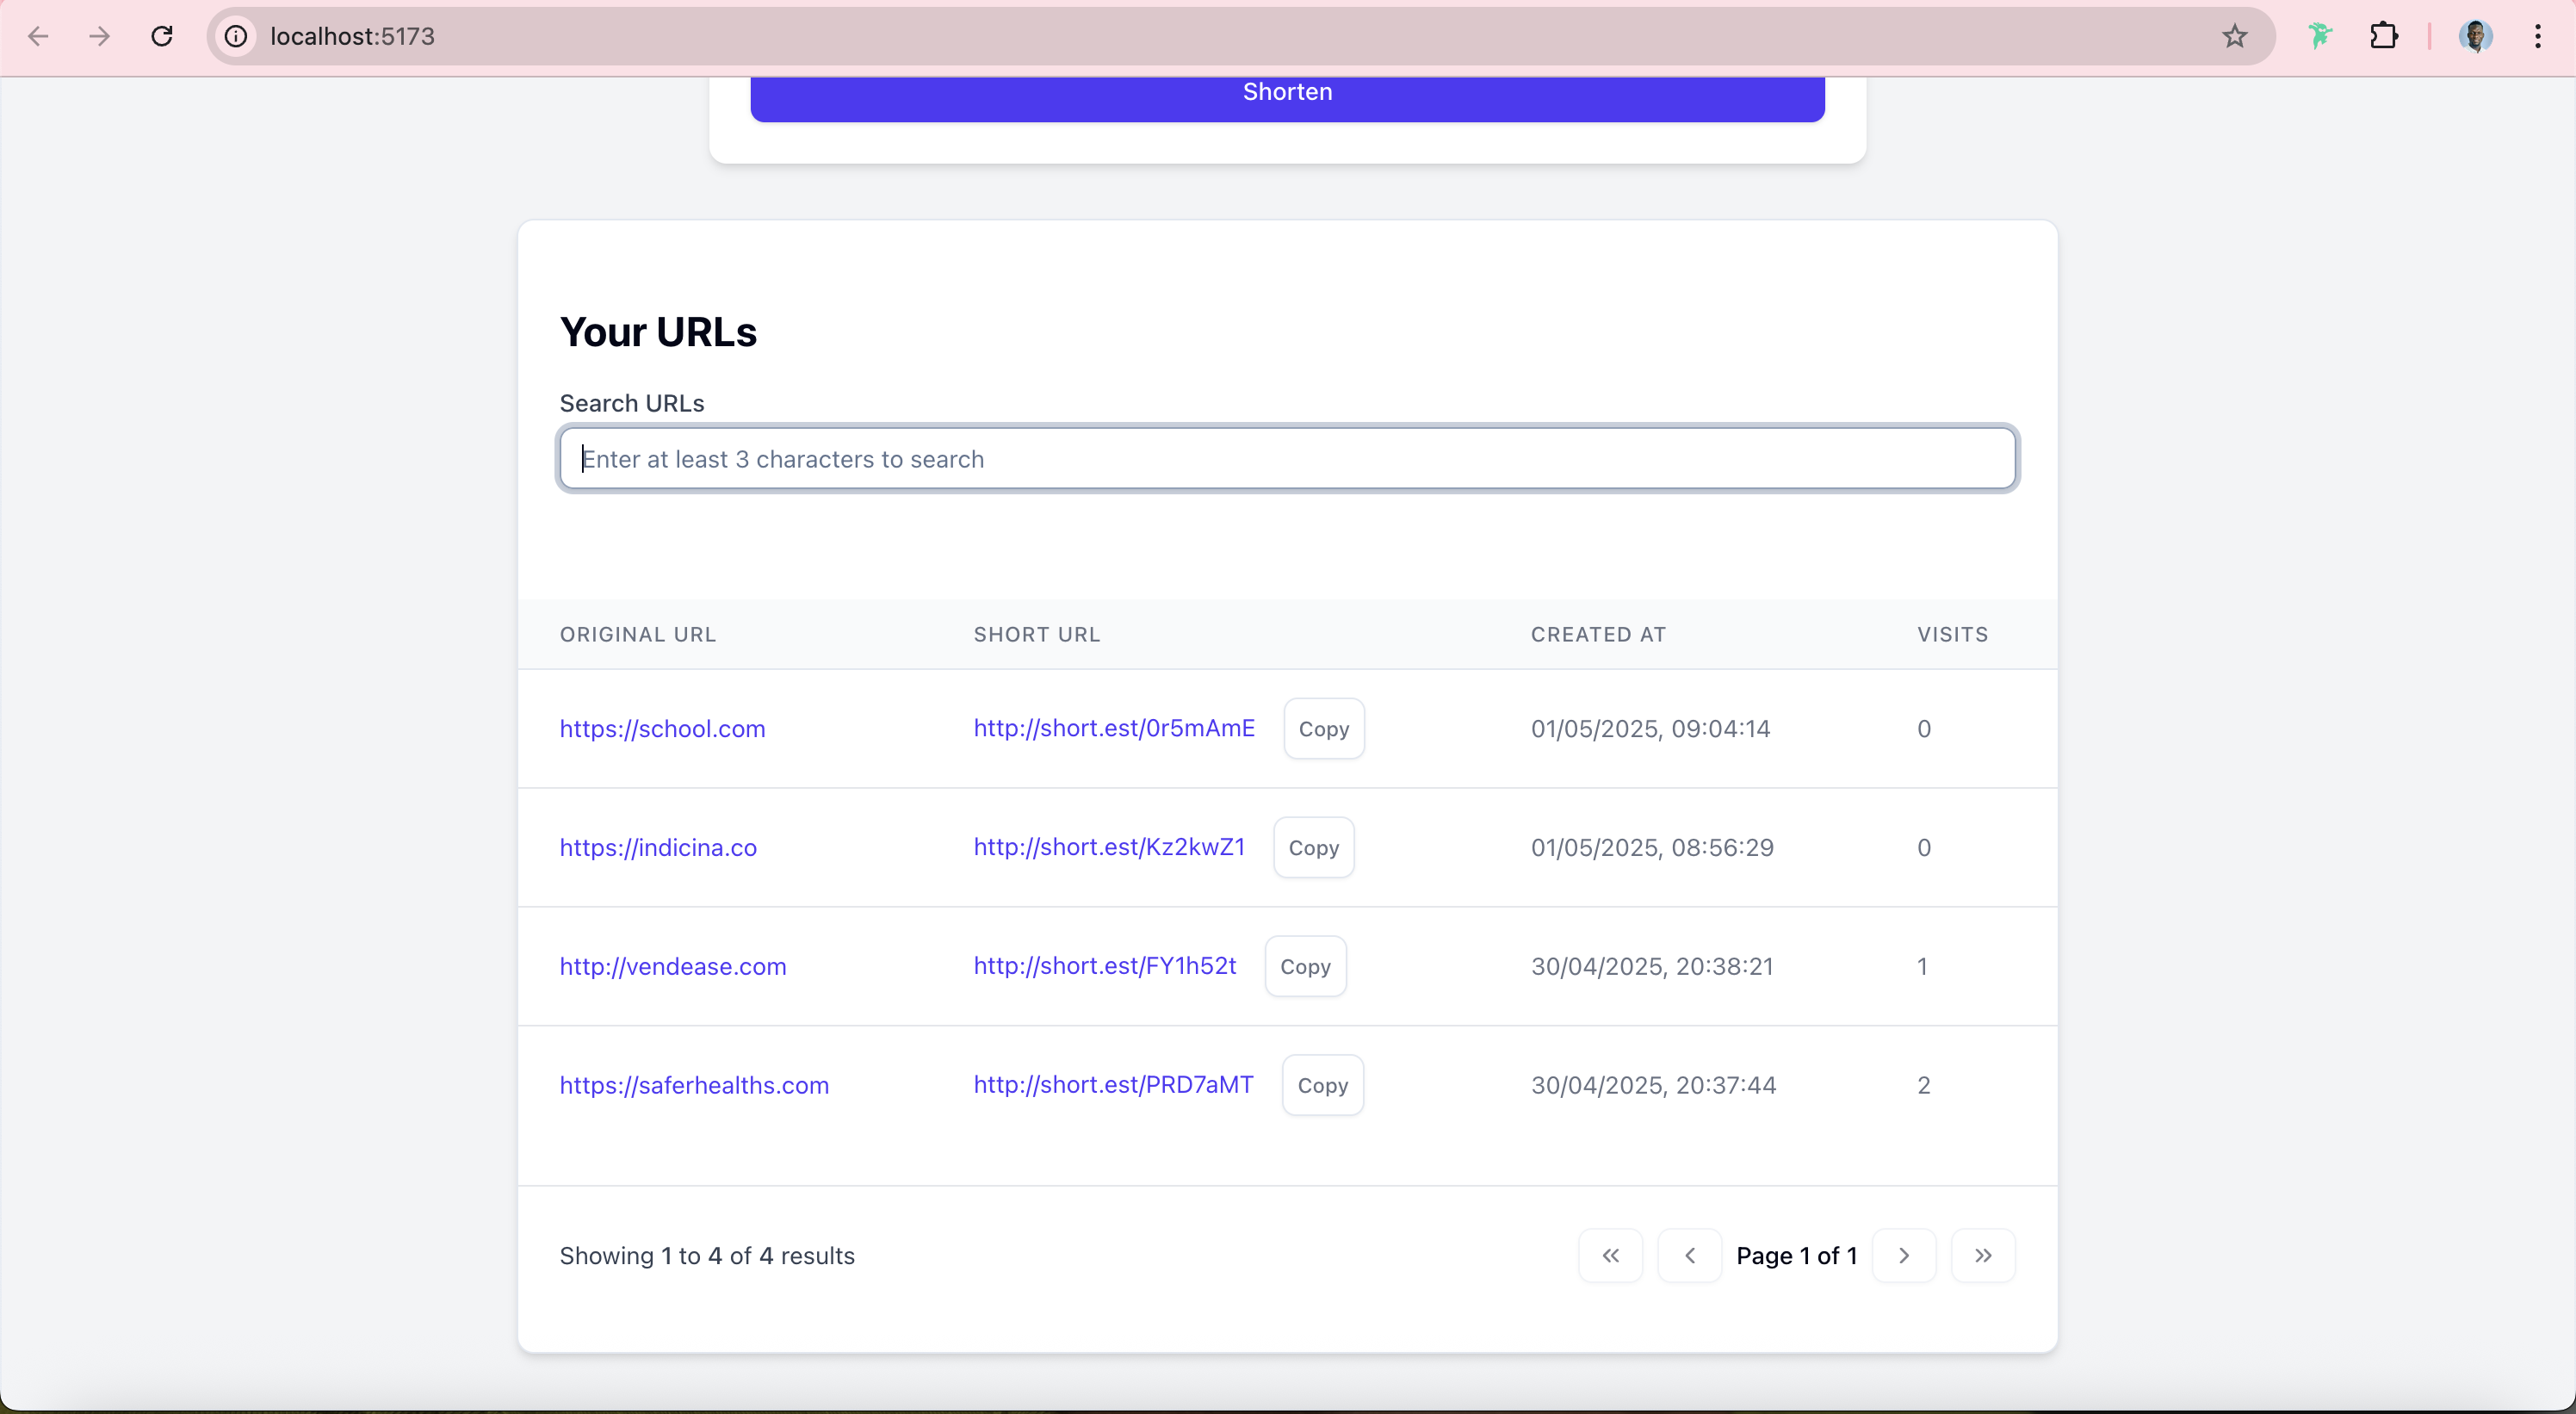 localhost:5173
Shorten
Your URLs
Search URLs
Enter at least 3 characters to search
ORIGINAL URL SHORT URL CREATED AT VISITS
https://school.com http://short.est/0r5mAmE Copy 01/05/2025, 09:04:14 0
https://indicina.co http://short.est/Kz2kwZ1 Copy 01/05/2025, 08:56:29 0
http://vendease.com http://short.est/FY1h52t Copy 30/04/2025, 20:38:21 1
https://saferhealths.com http://short.est/PRD7aMT Copy 30/04/2025, 20:37:44 2
Showing 1 to 4 of 4 results « ‹ Page 1 of 1 › »